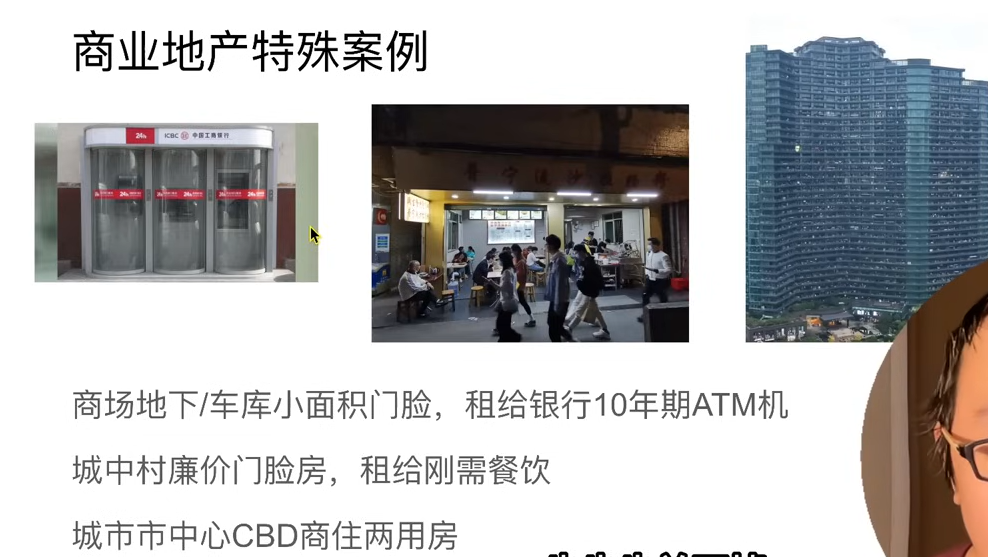 商业地产特殊案例
24h ICBC 中国工商银行
24h 24h 24h 24h
商场地下/车库小面积门脸，租给银行10年期ATM机
城中村廉价门脸房，租给刚需餐饮
城市市中心CBD商住两用房